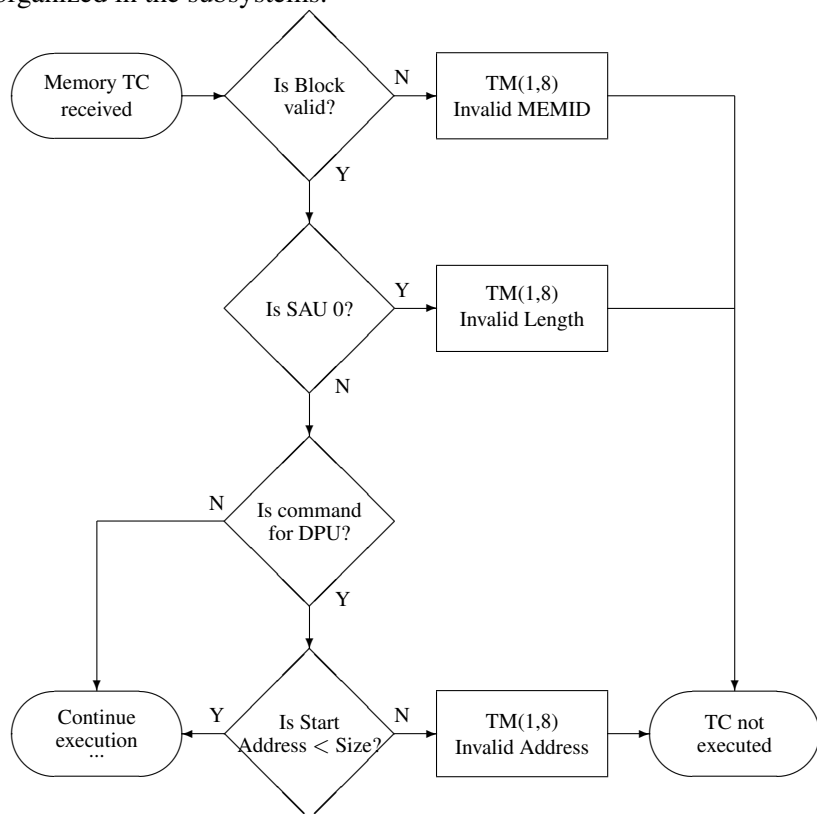 organized in the subsystems.
Memory TC
received
Is Block
valid?
N
TM(1,8)
Invalid MEMID
Y
Is SAU 0?
Y
TM(1,8)
Invalid Length
N
Is command
for DPU?
N
Y
Continue
execution
...
Y
Is Start
Address < Size?
N
TM(1,8)
Invalid Address
TC not
executed